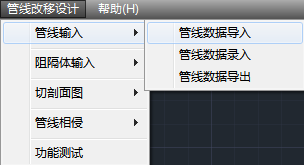 管线改移设计 帮助(H)
管线输入
阻隔体输入
切剖面图
管线相侵
功能测试
管线数据导入
管线数据录入
管线数据导出